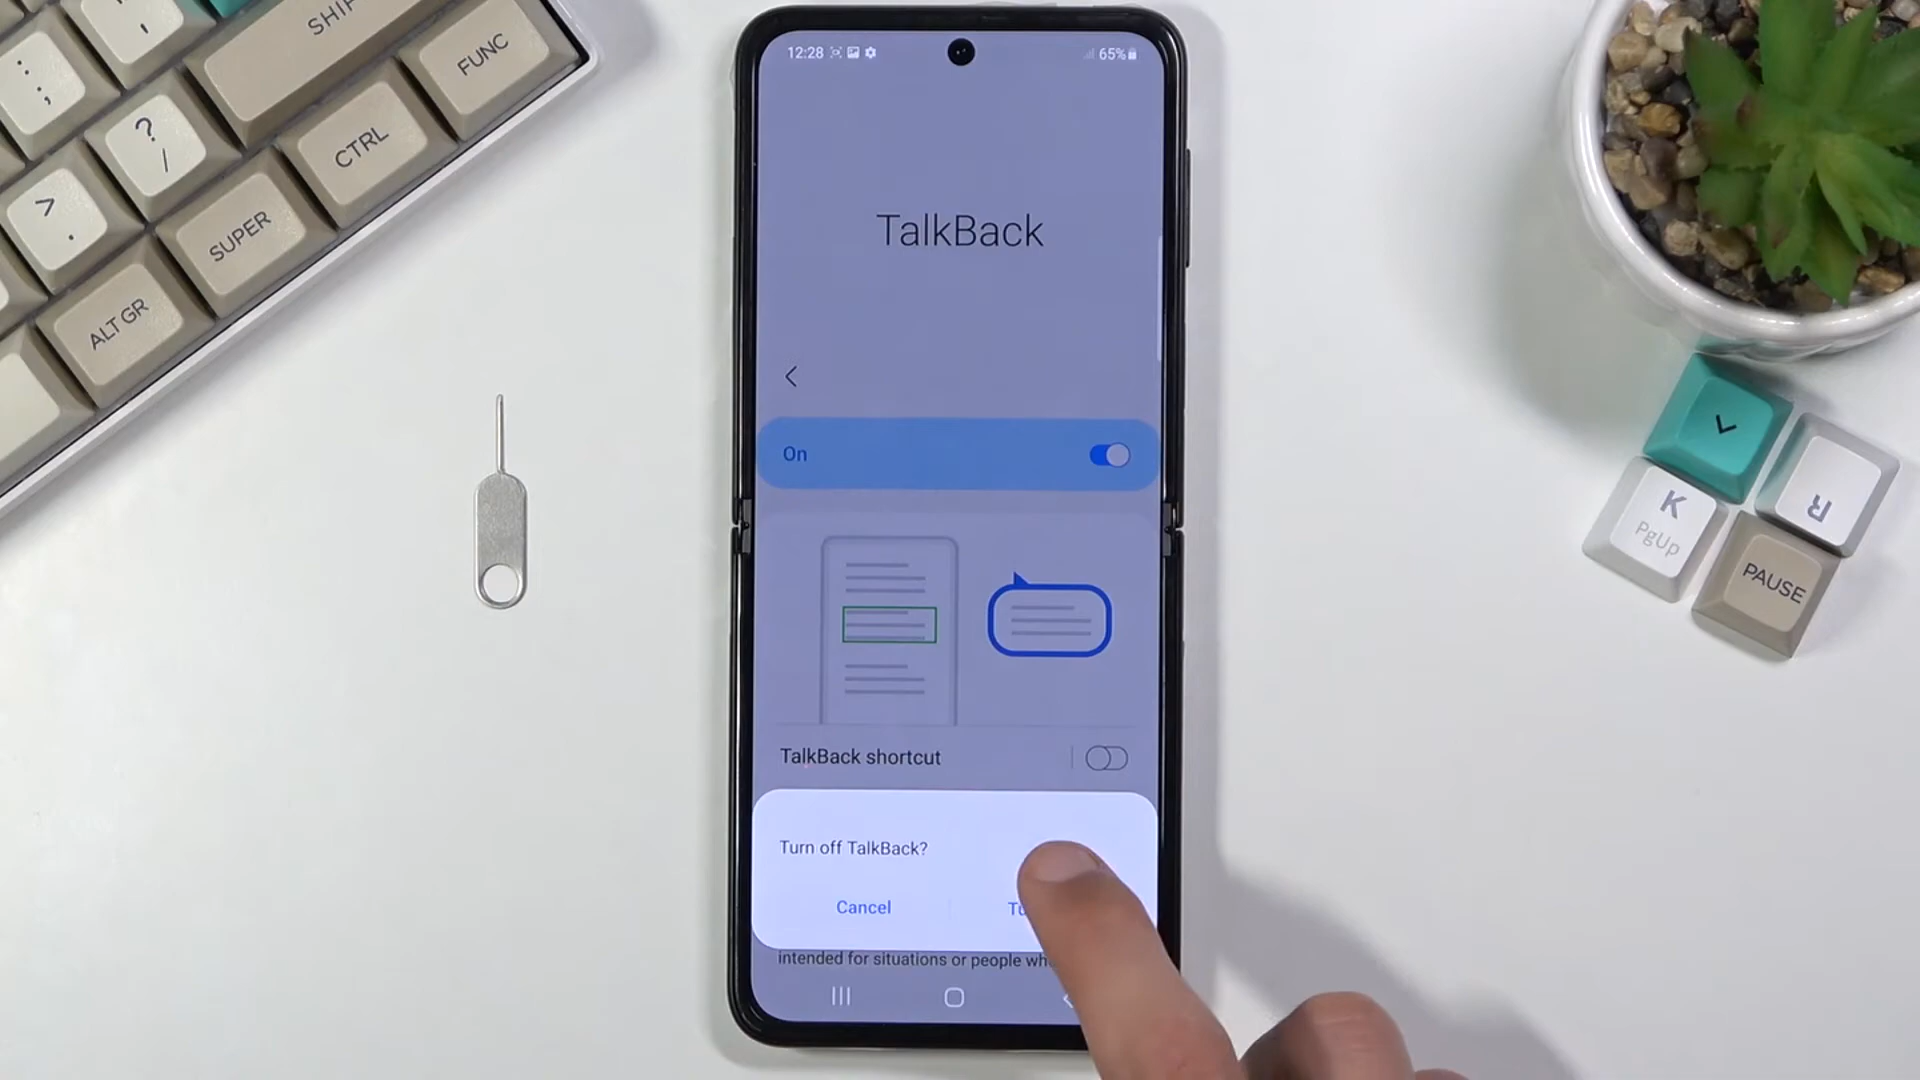 SHIF
FUNC
CTRL
SUPER
ALT GR
;
:
,
?
/
>
.
12:28
65%
TalkBack
On
TalkBack shortcut
Turn off TalkBack?
Cancel
intended for situations or people
K
PgUp
R
PAUSE